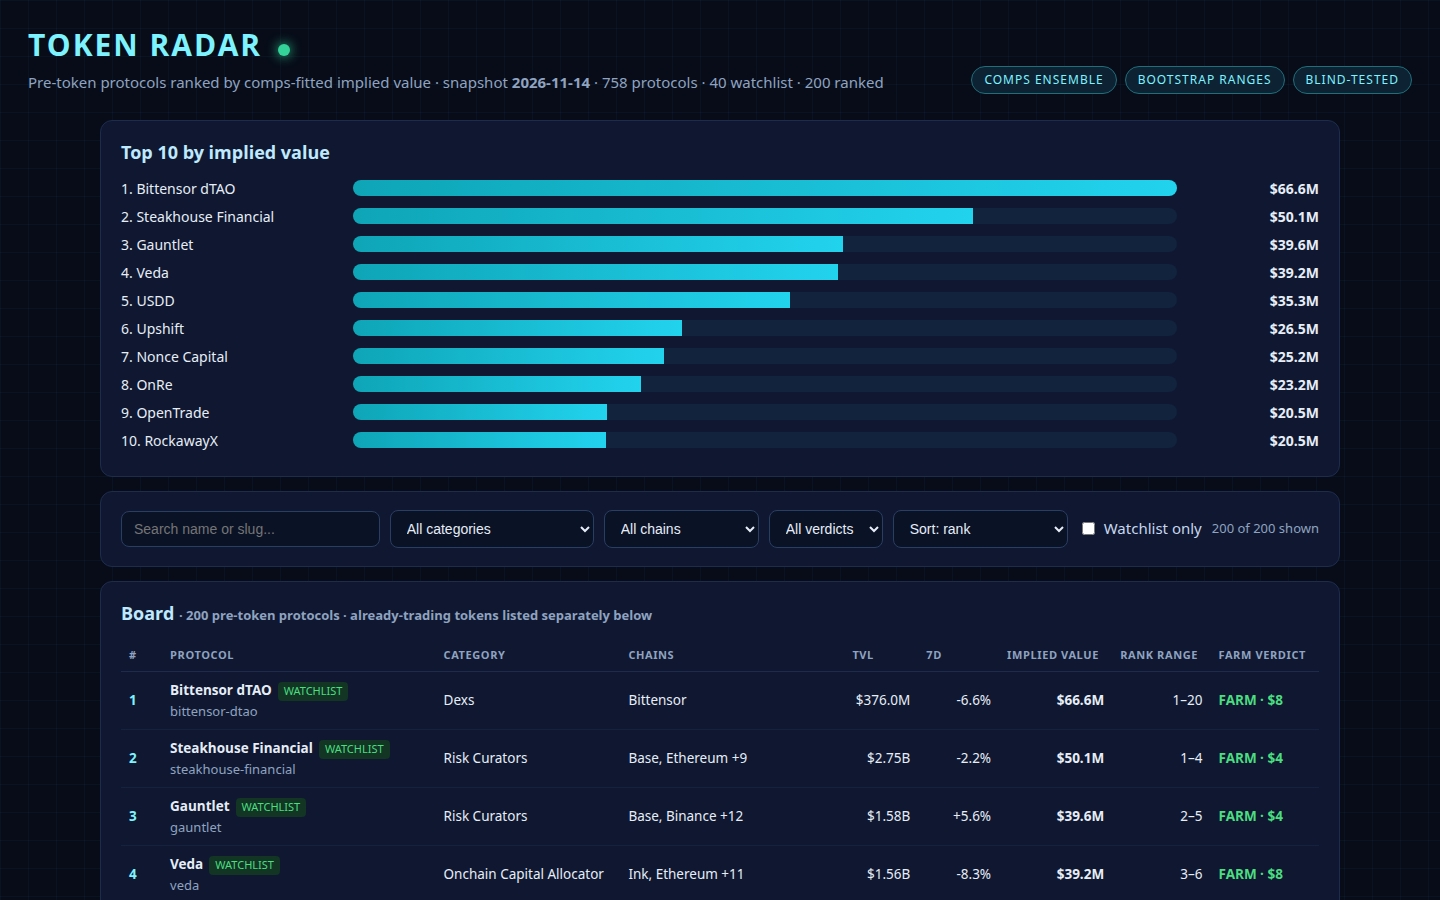 TOKEN RADAR
Pre-token protocols ranked by comps-fitted implied value · snapshot 2026-11-14 · 758 protocols · 40 watchlist · 200 ranked
COMPS ENSEMBLE BOOTSTRAP RANGES BLIND-TESTED
Top 10 by implied value
1. Bittensor dTAO $66.6M
2. Steakhouse Financial $50.1M
3. Gauntlet $39.6M
4. Veda $39.2M
5. USDD $35.3M
6. Upshift $26.5M
7. Nonce Capital $25.2M
8. OnRe $23.2M
9. OpenTrade $20.5M
10. RockawayX $20.5M
Search name or slug... All categories All chains All verdicts Sort: rank Watchlist only 200 of 200 shown
Board · 200 pre-token protocols · already-trading tokens listed separately below
# PROTOCOL CATEGORY CHAINS TVL 7D IMPLIED VALUE RANK RANGE FARM VERDICT
1 Bittensor dTAO WATCHLIST Dexs Bittensor $376.0M -6.6% $66.6M 1–20 FARM · $8
bittensor-dtao
2 Steakhouse Financial WATCHLIST Risk Curators Base, Ethereum +9 $2.75B -2.2% $50.1M 1–4 FARM · $4
steakhouse-financial
3 Gauntlet WATCHLIST Risk Curators Base, Binance +12 $1.58B +5.6% $39.6M 2–5 FARM · $4
gauntlet
4 Veda WATCHLIST Onchain Capital Allocator Ink, Ethereum +11 $1.56B -8.3% $39.2M 3–6 FARM · $8
veda